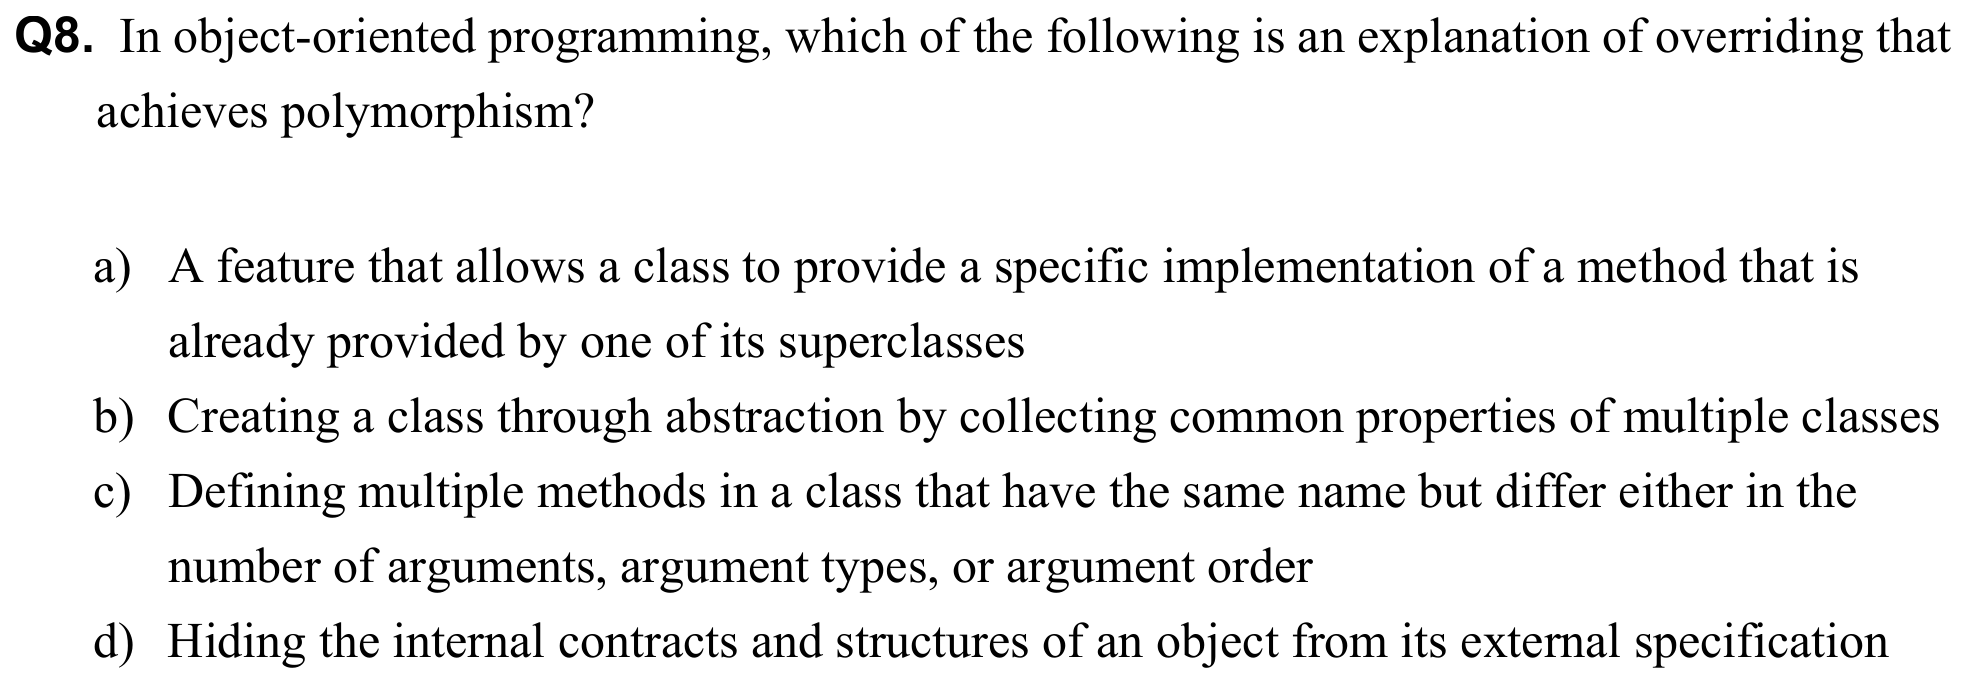 Q8. In object-oriented programming, which of the following is an explanation of overriding that
achieves polymorphism?
a) A feature that allows a class to provide a specific implementation of a method that is
already provided by one of its superclasses
b) Creating a class through abstraction by collecting common properties of multiple classes
c) Defining multiple methods in a class that have the same name but differ either in the
number of arguments, argument types, or argument order
d) Hiding the internal contracts and structures of an object from its external specification